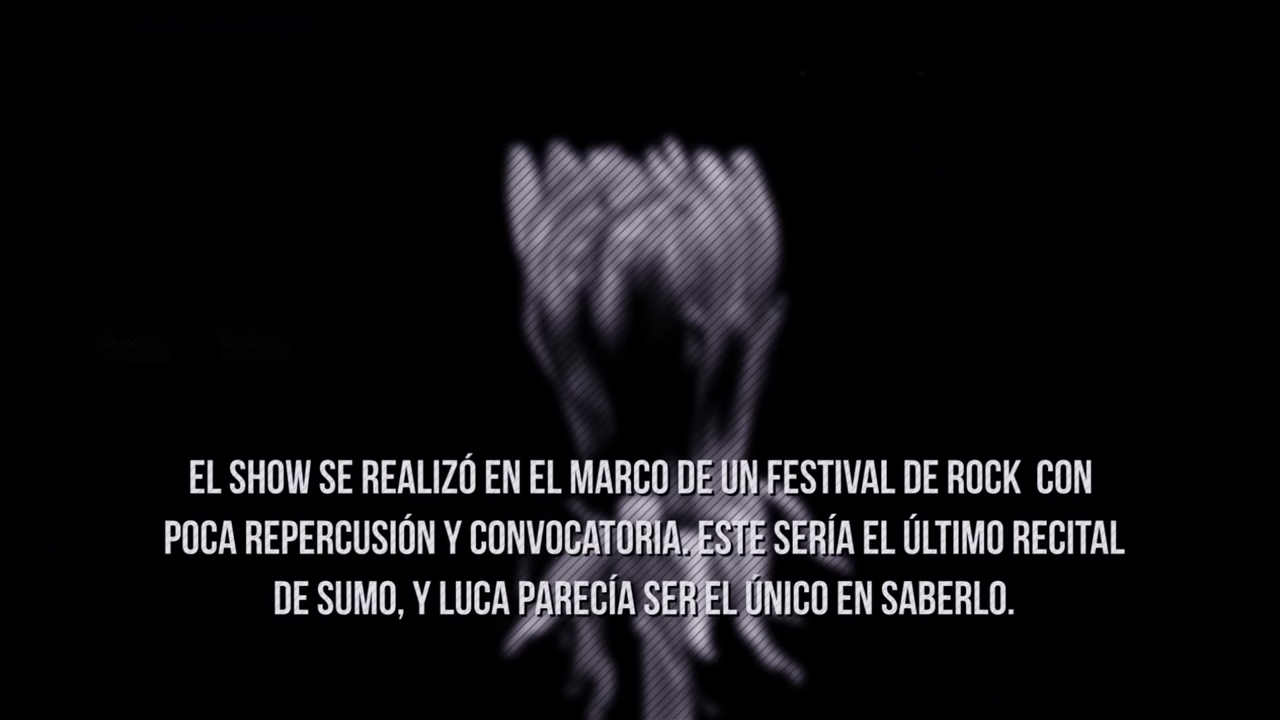 EL SHOW SE REALIZÓ EN EL MARCO DE UN FESTIVAL DE ROCK CON
POCA REPERCUSIÓN Y CONVOCATORIA. ESTE SERÍA EL ÚLTIMO RECITAL
DE SUMO, Y LUCA PARECÍA SER EL ÚNICO EN SABERLO.